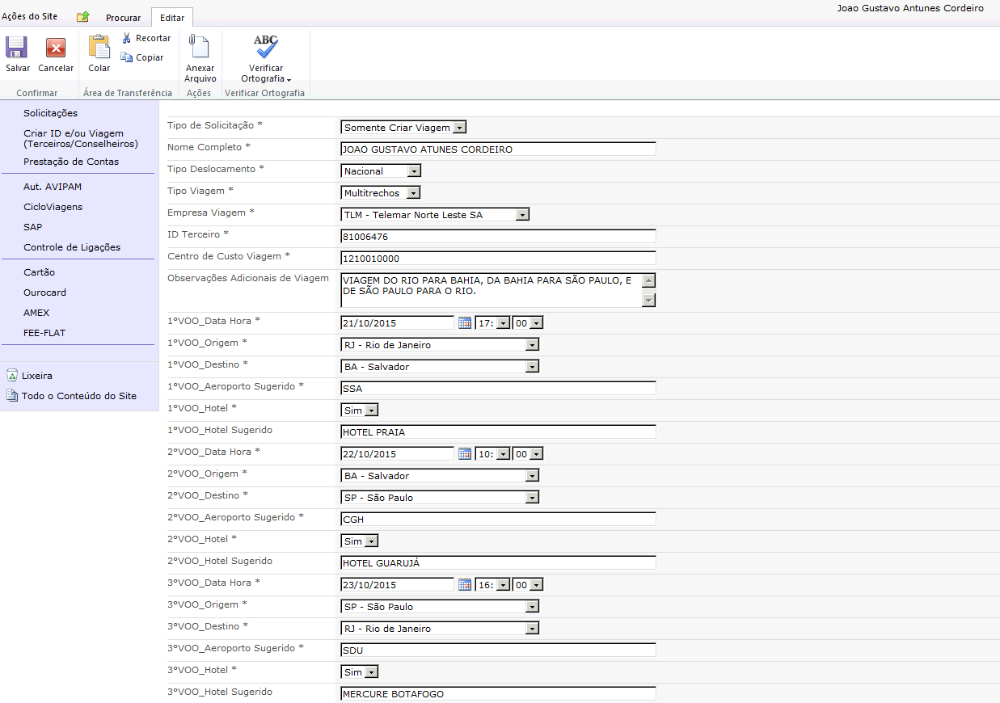 Joao Gustavo Antunes Cordeiro
Ações do Site Procurar Editar
Salvar Cancelar Colar Recortar
Copiar
Anexar Arquivo
ABC
Verificar Ortografia
Confirmar Área de Transferência Ações Verificar Ortografia
Solicitações
Criar ID e/ou Viagem
(Terceiros/Conselheiros)
Prestação de Contas
Aut. AVIPAM
CicloViagens
SAP
Controle de Ligações
Cartão
Ourocard
AMEX
FEE-FLAT
Lixeira
Todo o Conteúdo do Site
Tipo de Solicitação * Somente Criar Viagem
Nome Completo * JOAO GUSTAVO ATUNES CORDEIRO
Tipo Deslocamento * Nacional
Tipo Viagem * Multitrechos
Empresa Viagem * TLM - Telemar Norte Leste SA
ID Terceiro * 81006476
Centro de Custo Viagem * 1210010000
Observações Adicionais de Viagem VIAGEM DO RIO PARA BAHIA, DA BAHIA PARA SÃO PAULO, E
DE SÃO PAULO PARA O RIO.
1°VOO_Data Hora * 21/10/2015 17: 00
1°VOO_Origem * RJ - Rio de Janeiro
1°VOO_Destino * BA - Salvador
1°VOO_Aeroporto Sugerido * SSA
1°VOO_Hotel * Sim
1°VOO_Hotel Sugerido HOTEL PRAIA
2°VOO_Data Hora * 22/10/2015 10: 00
2°VOO_Origem * BA - Salvador
2°VOO_Destino * SP - São Paulo
2°VOO_Aeroporto Sugerido * CGH
2°VOO_Hotel * Sim
2°VOO_Hotel Sugerido HOTEL GUARUJÁ
3°VOO_Data Hora * 23/10/2015 16: 00
3°VOO_Origem * SP - São Paulo
3°VOO_Destino * RJ - Rio de Janeiro
3°VOO_Aeroporto Sugerido * SDU
3°VOO_Hotel * Sim
3°VOO_Hotel Sugerido MERCURE BOTAFOGO